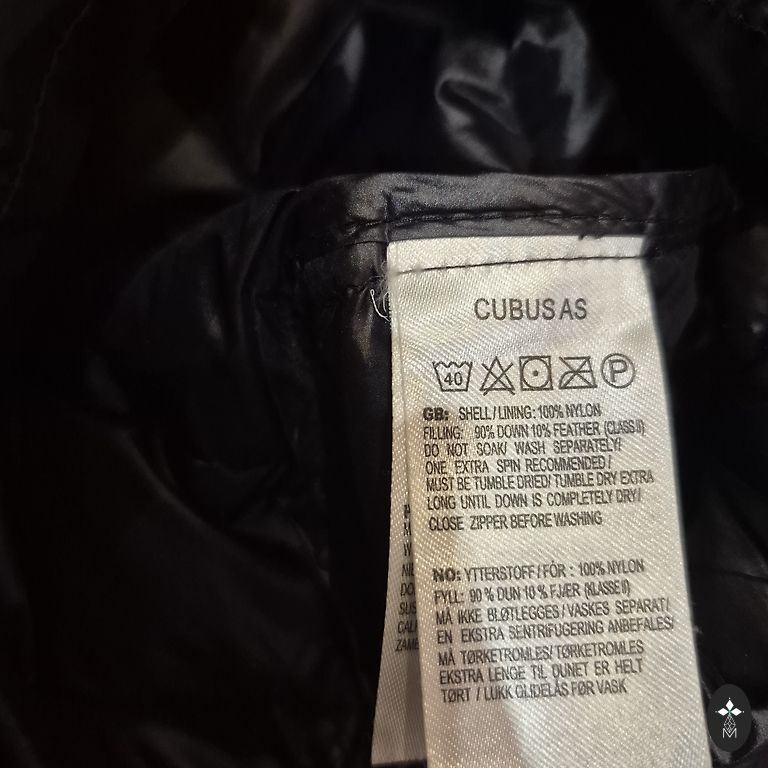 CUBUS AS
40 P
GB: SHELL / LINING: 100% NYLON
FILLING: 90% DOWN 10% FEATHER (CLASS II)
DO NOT SOAK/ WASH SEPARATELY/
ONE EXTRA SPIN RECOMMENDED /
MUST BE TUMBLE DRIED/ TUMBLE DRY EXTRA
LONG UNTIL DOWN IS COMPLETELY DRY /
CLOSE ZIPPER BEFORE WASHING
NO: YTTERSTOFF / FÓR : 100% NYLON
FYLL: 90 % DUN 10 % FJÆR (KLASSE II)
MÅ IKKE BLØTLEGGES / VASKES SEPARAT /
EN EKSTRA SENTRIFUGERING ANBEFALES/
MÅ TØRKETROMLES/ TØRKETROMLES
EKSTRA LENGE TIL DUNET ER HELT
TØRT / LUKK GLIDELÅS FØR VASK
M